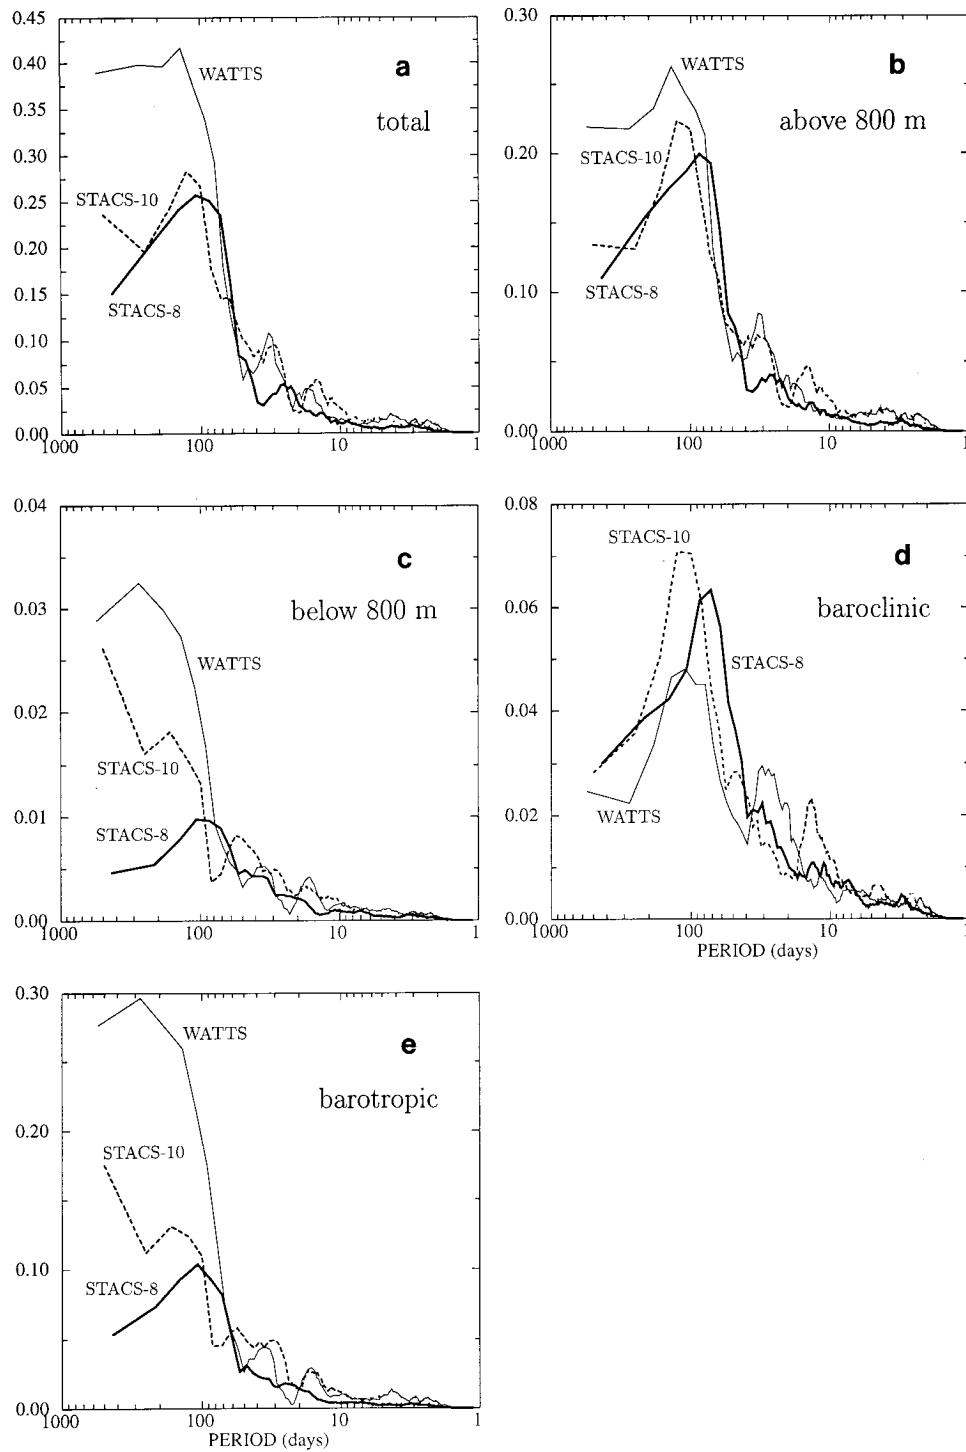 0.45
0.40
0.35
0.30
0.25
0.20
0.15
0.10
0.05
0.00
1000 100 10 1
WATTS
a
total
STACS-10
STACS-8
0.30
0.20
0.10
0.00
1000 100 10 1
WATTS
b
above 800 m
STACS-10
STACS-8
0.04
0.03
0.02
0.01
0.00
1000 100 10 1
c
below 800 m
WATTS
STACS-10
STACS-8
0.08
0.06
0.04
0.02
0.00
1000 100 10 1
PERIOD (days)
STACS-10
d
baroclinic
STACS-8
WATTS
0.30
0.20
0.10
0.00
1000 100 10 1
PERIOD (days)
WATTS
e
barotropic
STACS-10
STACS-8